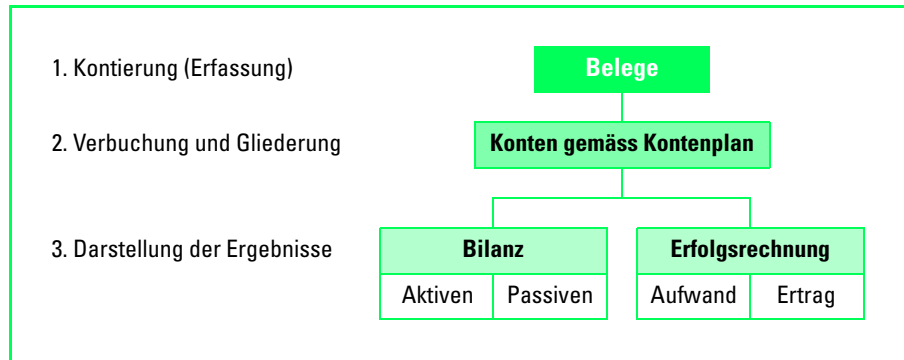 1. Kontierung (Erfassung) Belege
2. Verbuchung und Gliederung Konten gemäss Kontenplan
3. Darstellung der Ergebnisse Bilanz Erfolgsrechnung
Aktiven Passiven Aufwand Ertrag